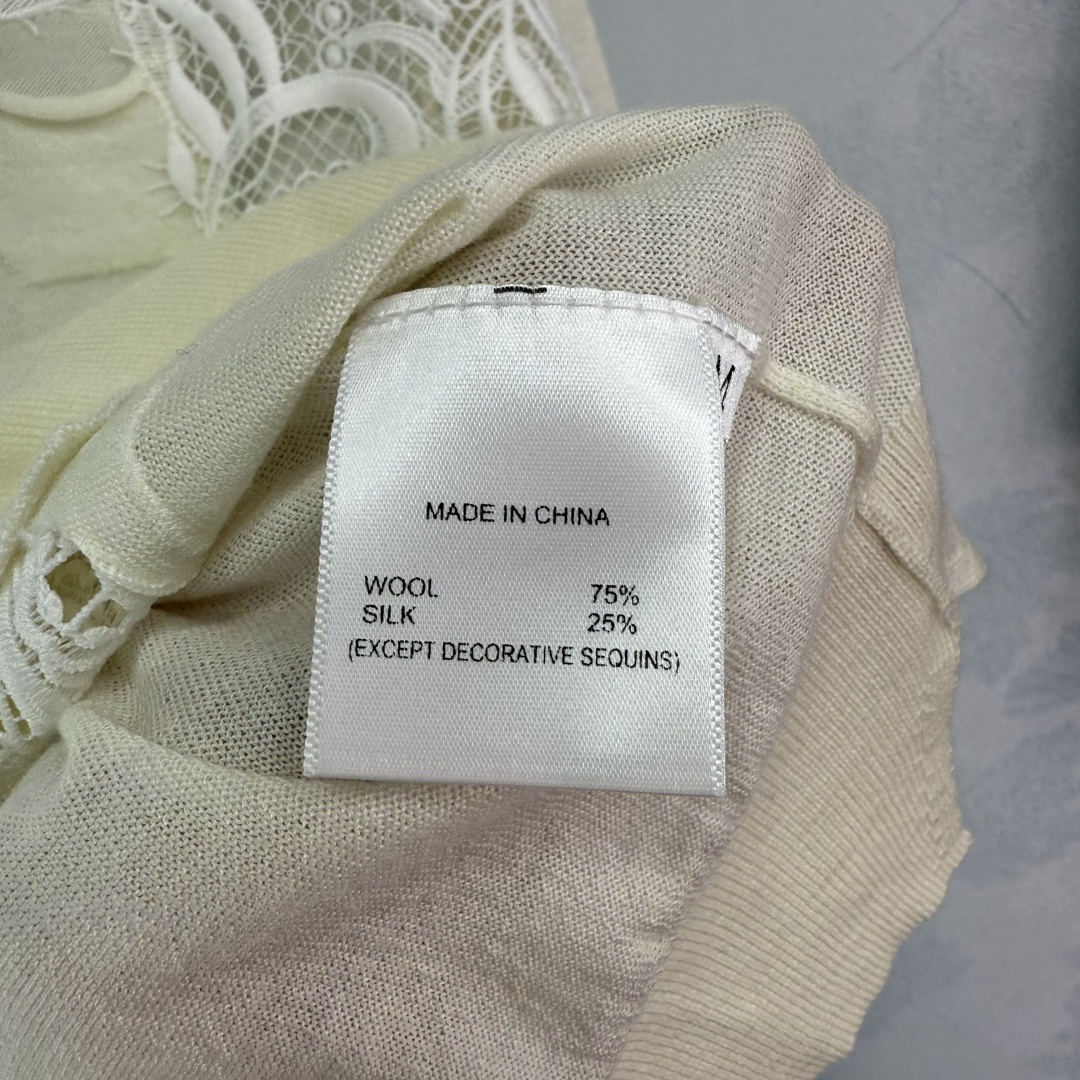 M
MADE IN CHINA
WOOL 75%
SILK 25%
(EXCEPT DECORATIVE SEQUINS)